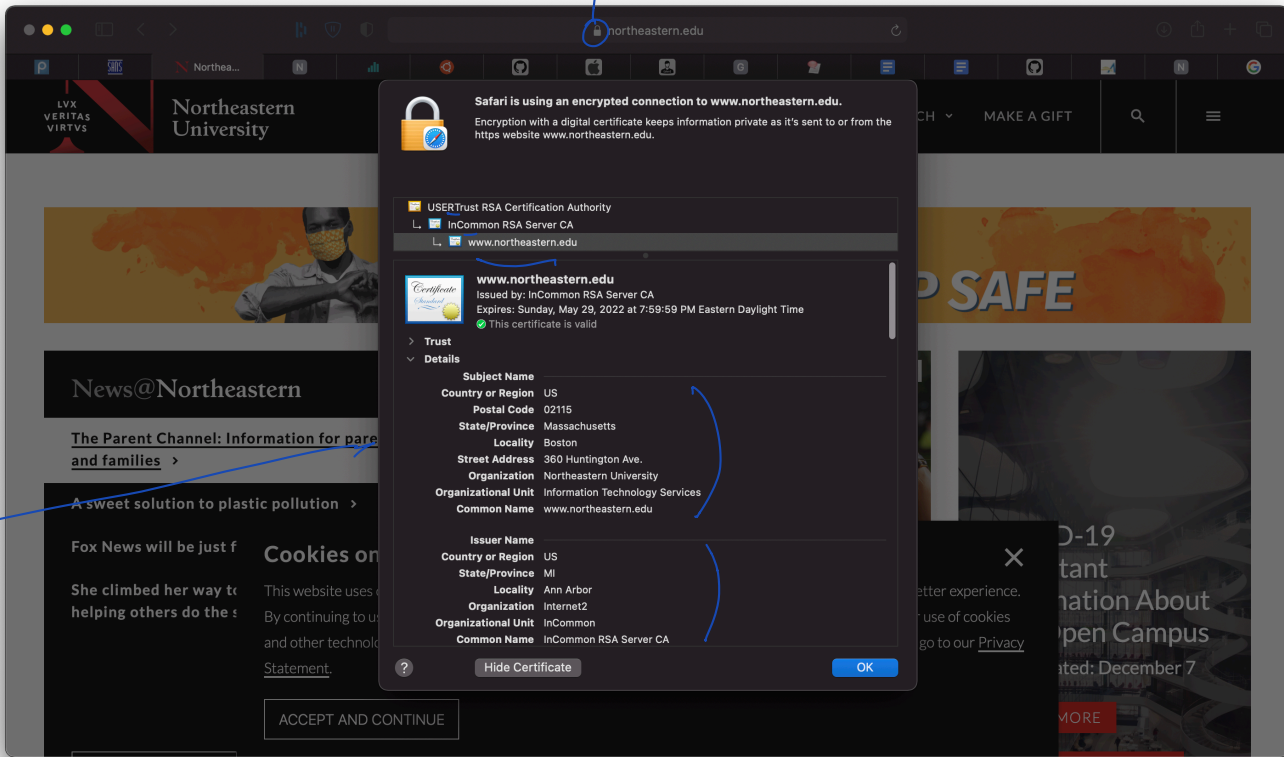 northeastern.edu
SANS
Northea...
N
G
N
G
LVX
VERITAS
VIRTVS
Northeastern
University
CH
MAKE A GIFT
Safari is using an encrypted connection to www.northeastern.edu.
Encryption with a digital certificate keeps information private as it's sent to or from the
https website www.northeastern.edu.
USERTrust RSA Certification Authority
InCommon RSA Server CA
www.northeastern.edu
P SAFE
Certificate
Standard
www.northeastern.edu
Issued by: InCommon RSA Server CA
Expires: Sunday, May 29, 2022 at 7:59:59 PM Eastern Daylight Time
This certificate is valid
Trust
Details
Subject Name
Country or Region US
Postal Code 02115
State/Province Massachusetts
Locality Boston
Street Address 360 Huntington Ave.
Organization Northeastern University
Organizational Unit Information Technology Services
Common Name www.northeastern.edu
Issuer Name
Country or Region US
State/Province MI
Locality Ann Arbor
Organization Internet2
Organizational Unit InCommon
Common Name InCommon RSA Server CA
? Hide Certificate OK
News@Northeastern
The Parent Channel: Information for pare
and families >
A sweet solution to plastic pollution >
Fox News will be just f
She climbed her way to
helping others do the s
Cookies on
This website uses
By continuing to us
and other technolo
Statement.
etter experience.
r use of cookies
go to our Privacy
ACCEPT AND CONTINUE
D-19
tant
nation About
pen Campus
ated: December 7
MORE